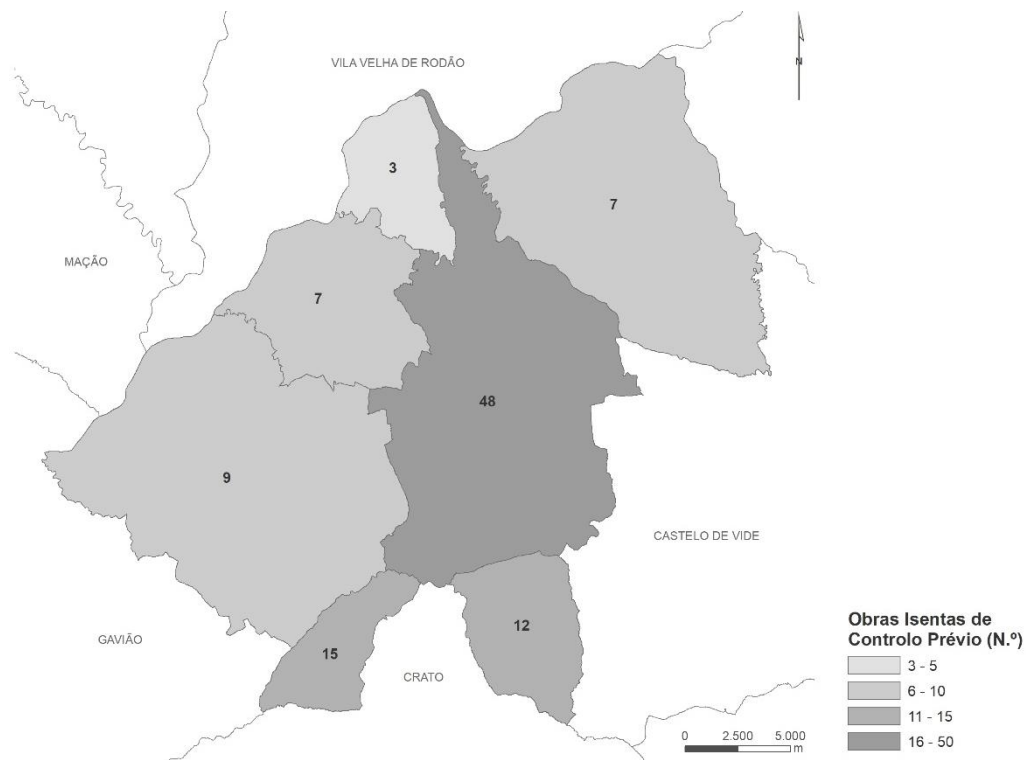 VILA VELHA DE RODÃO
N
3
7
MAÇÃO
7
48
9
CASTELO DE VIDE
12
GAVIÃO
15
CRATO
Obras Isentas de
Controlo Prévio (N.º)
3 - 5
6 - 10
11 - 15
16 - 50
0 2.500 5.000
m